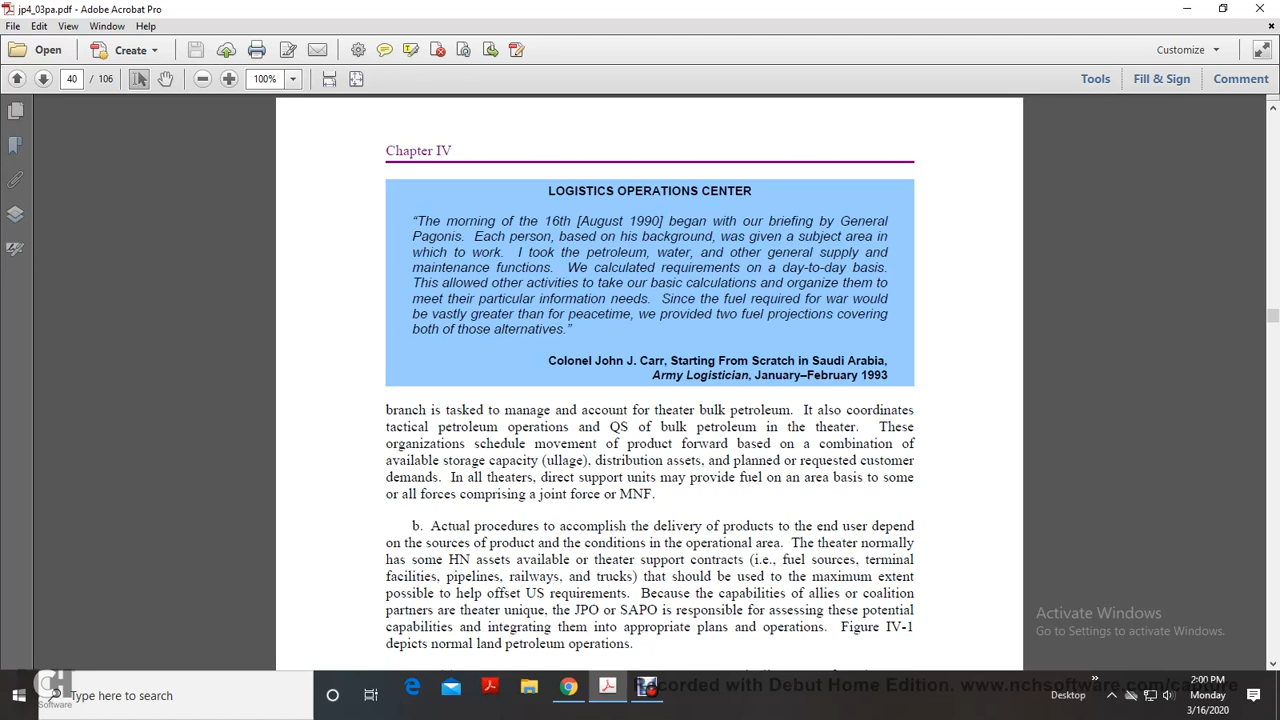 jp4_03pa.pdf - Adobe Acrobat Pro
File Edit View Window Help
Open Create Customize
40 / 106 100% Tools Fill & Sign Comment
Chapter IV
LOGISTICS OPERATIONS CENTER
“The morning of the 16th [August 1990] began with our briefing by General
Pagonis. Each person, based on his background, was given a subject area in
which to work. I took the petroleum, water, and other general supply and
maintenance functions. We calculated requirements on a day-to-day basis.
This allowed other activities to take our basic calculations and organize them to
meet their particular information needs. Since the fuel required for war would
be vastly greater than for peacetime, we provided two fuel projections covering
both of those alternatives.”
Colonel John J. Carr, Starting From Scratch in Saudi Arabia,
Army Logistician, January–February 1993
branch is tasked to manage and account for theater bulk petroleum. It also coordinates
tactical petroleum operations and QS of bulk petroleum in the theater. These
organizations schedule movement of product forward based on a combination of
available storage capacity (ullage), distribution assets, and planned or requested customer
demands. In all theaters, direct support units may provide fuel on an area basis to some
or all forces comprising a joint force or MNF.
b. Actual procedures to accomplish the delivery of products to the end user depend
on the sources of product and the conditions in the operational area. The theater normally
has some HN assets available or theater support contracts (i.e., fuel sources, terminal
facilities, pipelines, railways, and trucks) that should be used to the maximum extent
possible to help offset US requirements. Because the capabilities of allies or coalition
partners are theater unique, the JPO or SAPO is responsible for assessing these potential
capabilities and integrating them into appropriate plans and operations. Figure IV-1
depicts normal land petroleum operations.
Activate Windows
Go to Settings to activate Windows.
NCH Software
Type here to search
Recorded with Debut Home Edition. www.nchsoftware.com/capture
Desktop
2:00 PM
Monday
3/16/2020